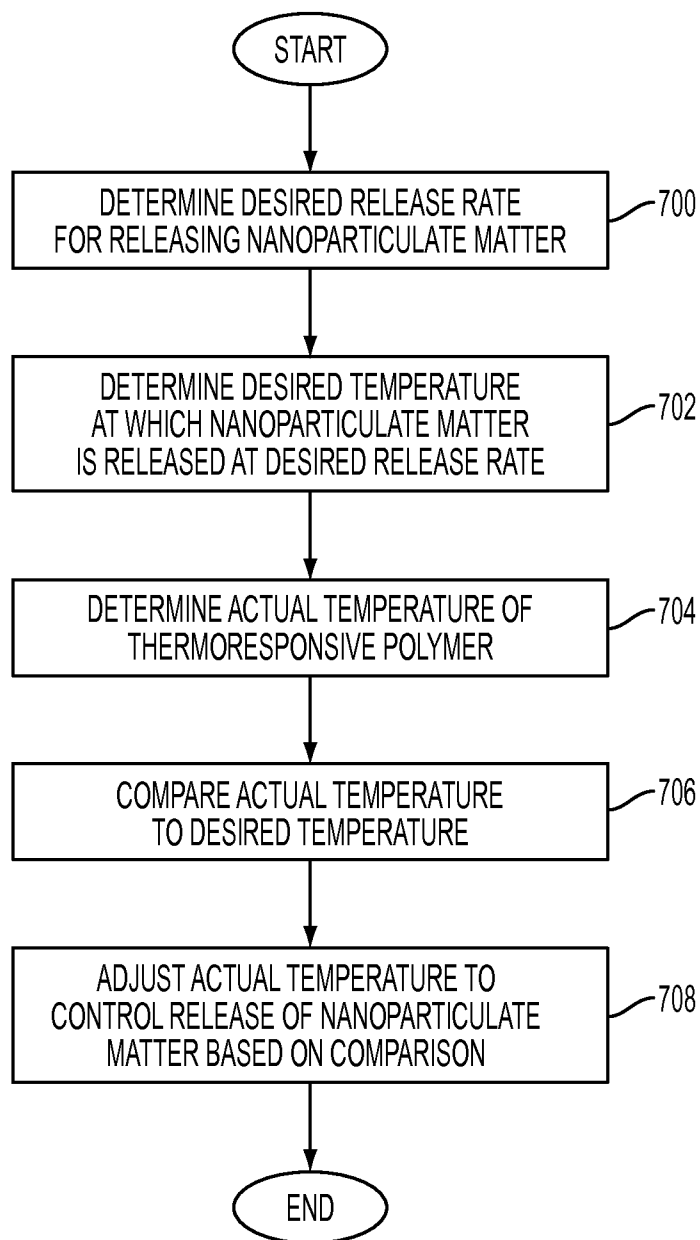 START
DETERMINE DESIRED RELEASE RATE
FOR RELEASING NANOPARTICULATE MATTER
700
DETERMINE DESIRED TEMPERATURE
AT WHICH NANOPARTICULATE MATTER
IS RELEASED AT DESIRED RELEASE RATE
702
DETERMINE ACTUAL TEMPERATURE OF
THERMORESPONSIVE POLYMER
704
COMPARE ACTUAL TEMPERATURE
TO DESIRED TEMPERATURE
706
ADJUST ACTUAL TEMPERATURE TO
CONTROL RELEASE OF NANOPARTICULATE
MATTER BASED ON COMPARISON
708
END